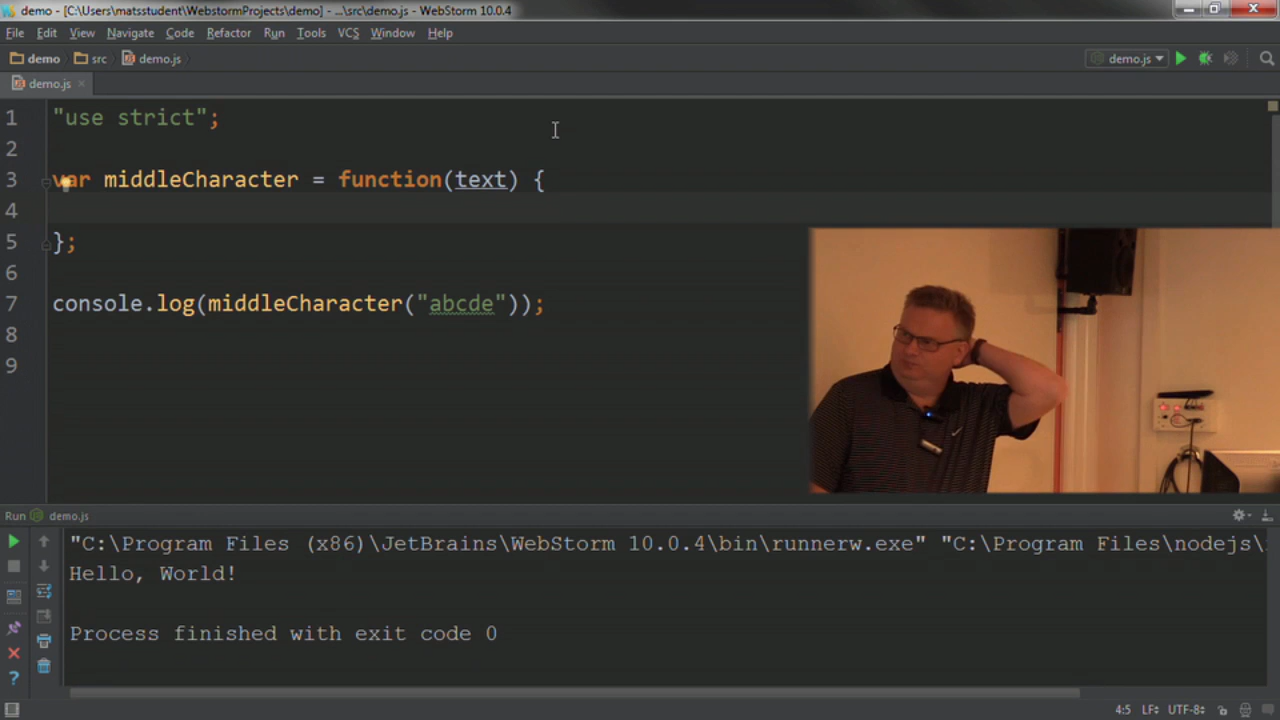 demo - [C:\Users\matsstudent\WebstormProjects\demo] - ...\src\demo.js - WebStorm 10.0.4
File Edit View Navigate Code Refactor Run Tools VCS Window Help
demo src demo.js demo.js
demo.js
1 "use strict";
2
3 var middleCharacter = function(text) {
4
5 };
6
7 console.log(middleCharacter("abcde"));
8
9
Run demo.js
"C:\Program Files (x86)\JetBrains\WebStorm 10.0.4\bin\runnerw.exe" "C:\Program Files\nodejs\
Hello, World!
Process finished with exit code 0
4:5 LF÷ UTF-8÷